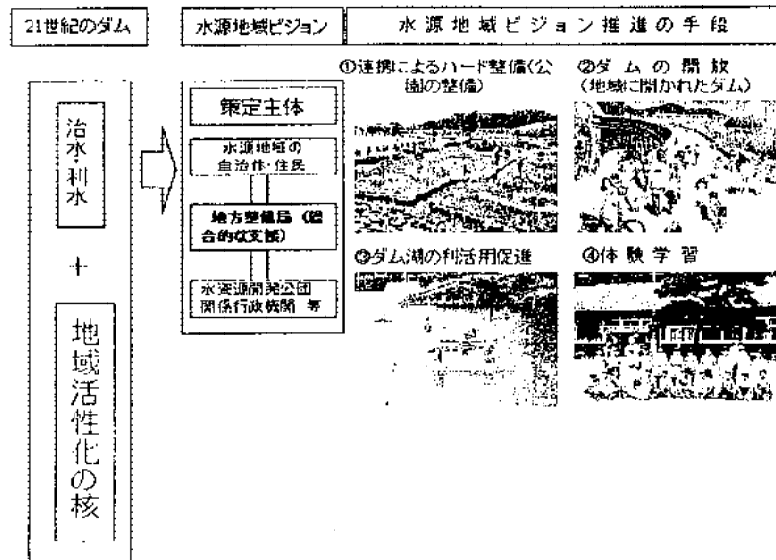 21世紀のダム
水源地域ビジョン
水源地域ビジョン推進の手段
治水・利水
+
地域活性化の核
策定主体
水源地域の
自治体・住民
地方整備局（総
合的な支援）
水資源開発公団
関係行政機関 等
①連携によるハード整備(公
園の整備)
②ダムの開放
(地域に開かれたダム)
③ダム湖の利活用促進
④体験学習